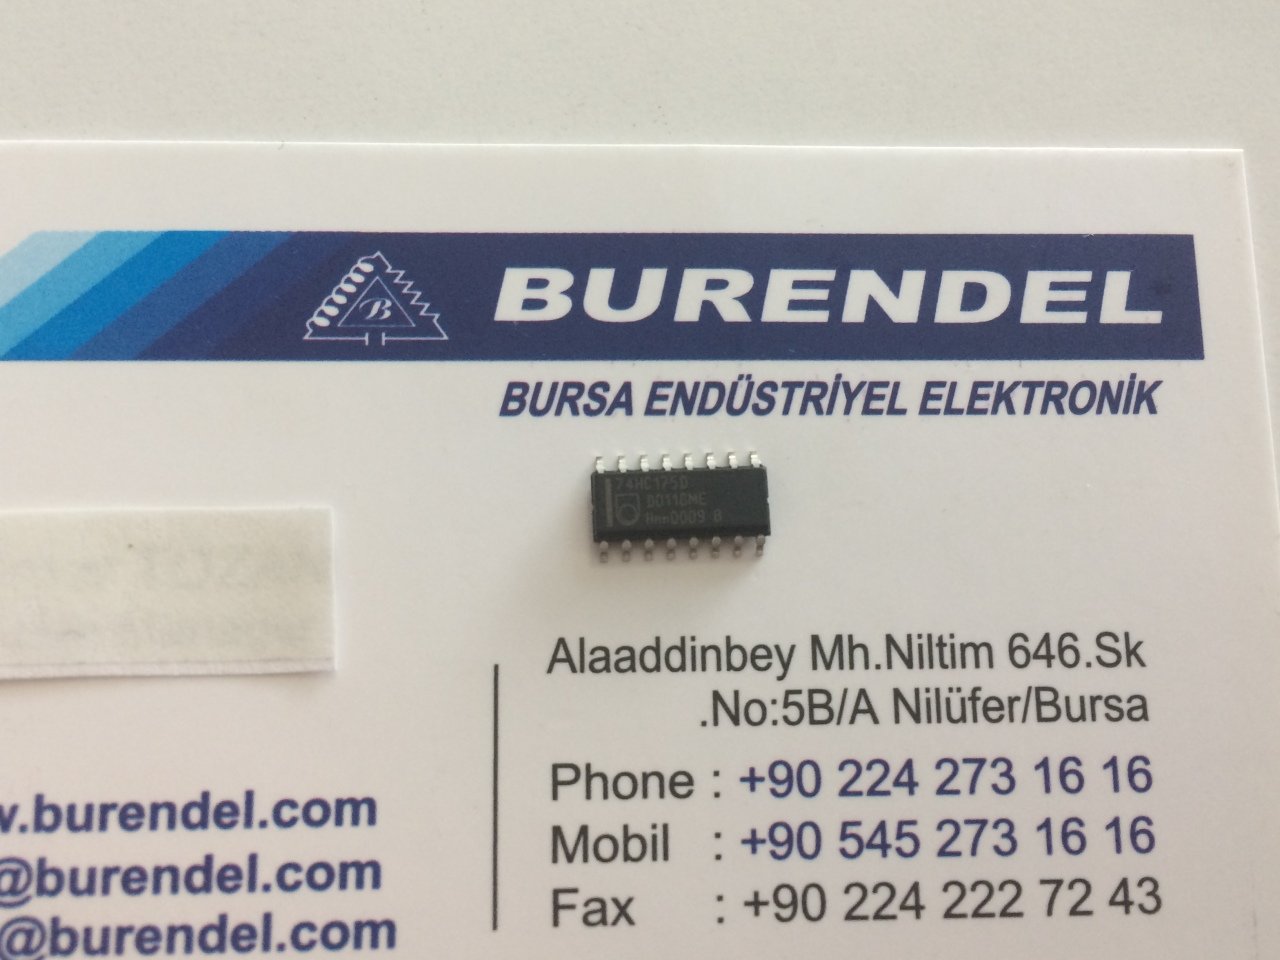 BURENDEL
BURSA ENDÜSTRİYEL ELEKTRONİK
74HC175D
Hnn0009 B
Alaaddinbey Mh.Niltim 646.Sk
.No:5B/A Nilüfer/Bursa
Phone : +90 224 273 16 16
Mobil : +90 545 273 16 16
Fax : +90 224 222 72 43
w.burendel.com
@burendel.com
@burendel.com